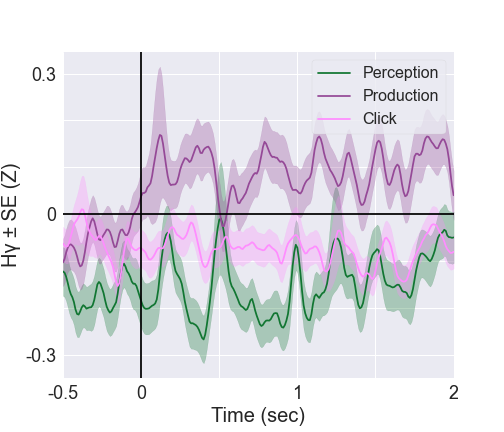 Perception
Production
Click
0.3
0
-0.3
Hγ ± SE (Z)
-0.5
0
1
2
Time (sec)